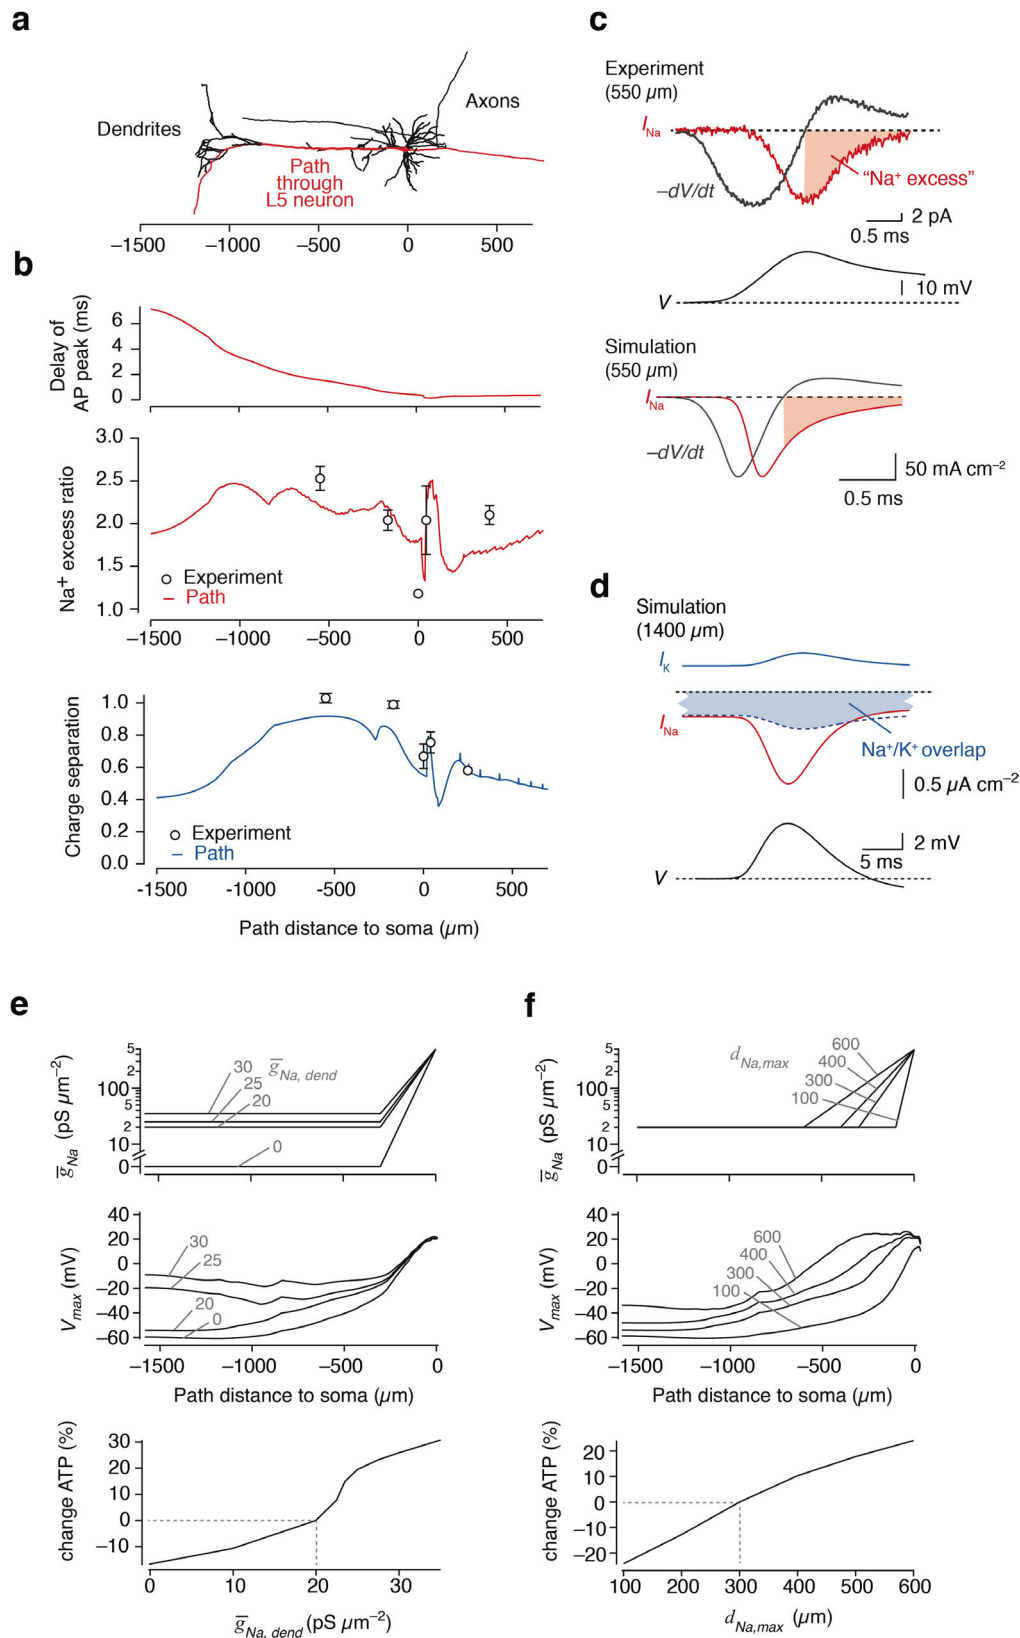 a
Dendrites
Axons
Path
through
L5 neuron
−1500 −1000 −500 0 500
b
Delay of
AP peak (ms)
6
4
2
0
Na⁺ excess ratio
3.0
2.5
2.0
1.5
1.0
Experiment
Path
−1500 −1000 −500 0 500
Charge separation
1.0
0.8
0.6
0.4
0.2
0.0
Experiment
Path
-1500 -1000 -500 0 500
Path distance to soma (µm)
c
Experiment
(550 µm)
I_Na
−dV/dt
“Na⁺ excess”
2 pA
0.5 ms
10 mV
V
Simulation
(550 µm)
I_Na
−dV/dt
50 mA cm⁻²
0.5 ms
d
Simulation
(1400 µm)
I_K
I_Na
Na⁺/K⁺ overlap
0.5 µA cm⁻²
2 mV
5 ms
V
e
g̅_Na (pS µm⁻²)
5
2
100
5
2
10
0
30
25
20
0
g̅_Na, dend
V_max (mV)
40
20
0
−20
−40
−60
30
25
20
0
−1500 −1000 −500 0
Path distance to soma (µm)
change ATP (%)
30
20
10
0
−10
0 10 20 30
g̅_Na, dend (pS µm⁻²)
f
g̅_Na (pS µm⁻²)
5
2
100
5
2
10
0
d_Na,max
600
400
300
100
V_max (mV)
40
20
0
−20
−40
−60
600
400
300
100
−1500 −1000 −500 0
Path distance to soma (µm)
change ATP (%)
20
10
0
−10
−20
100 200 300 400 500 600
d_Na,max (µm)